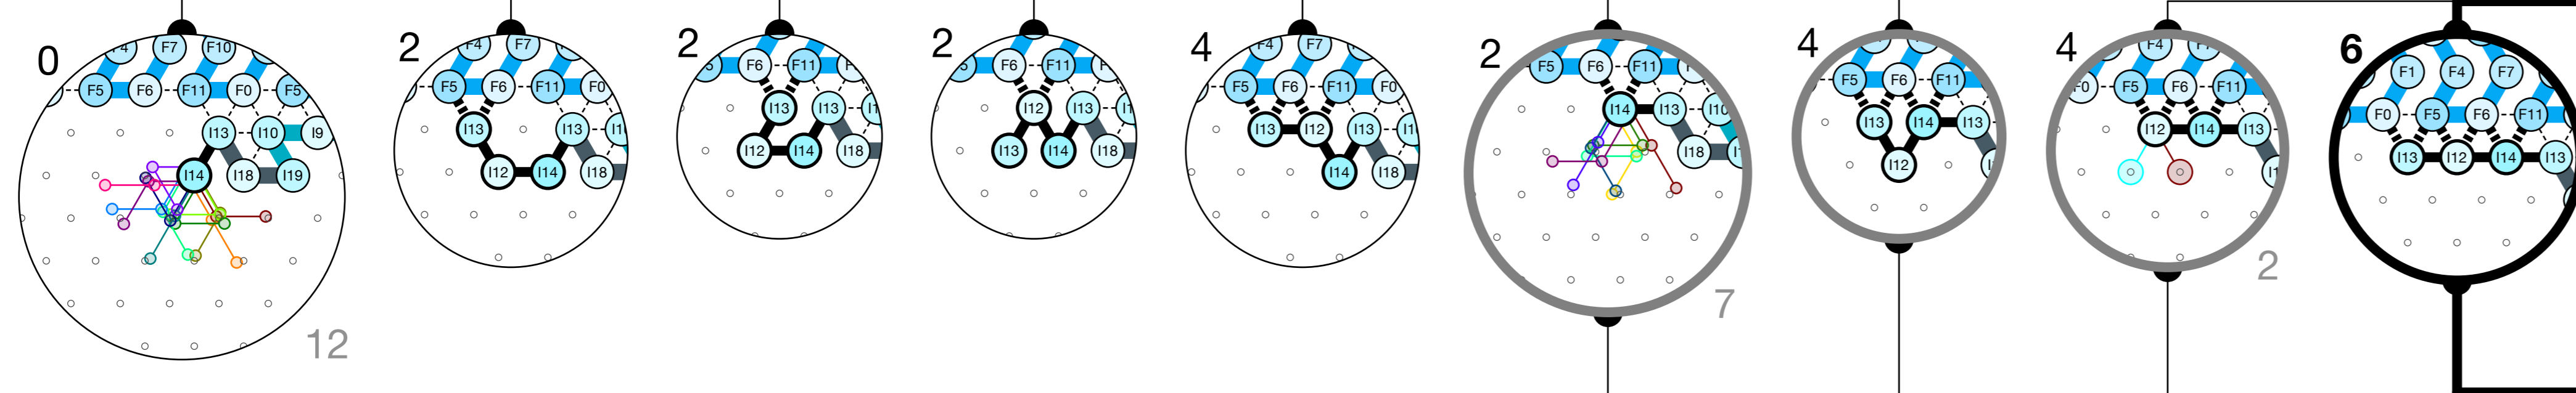 0
F4 F7 F10
F5 F6 F11 F0 F5
I13 I10 I9
I14 I18 I19
12
2
F4 F7
F5 F6 F11 F0
I13 I13
I12 I14 I18
2
F6 F11
I13 I13
I12 I14 I18
2
F6 F11
I12 I13
I13 I14 I18
4
F4 F7
F5 F6 F11 F0
I13 I12 I13
I14 I18
2
F5 F6 F11
I14 I13 I10
I18
7
4
F5 F6 F11
I13 I14 I13
I12
4
F4
F0 F5 F6 F11
I12 I14 I13
2
6
F1 F4 F7
F0 F5 F6 F11
I13 I12 I14 I13